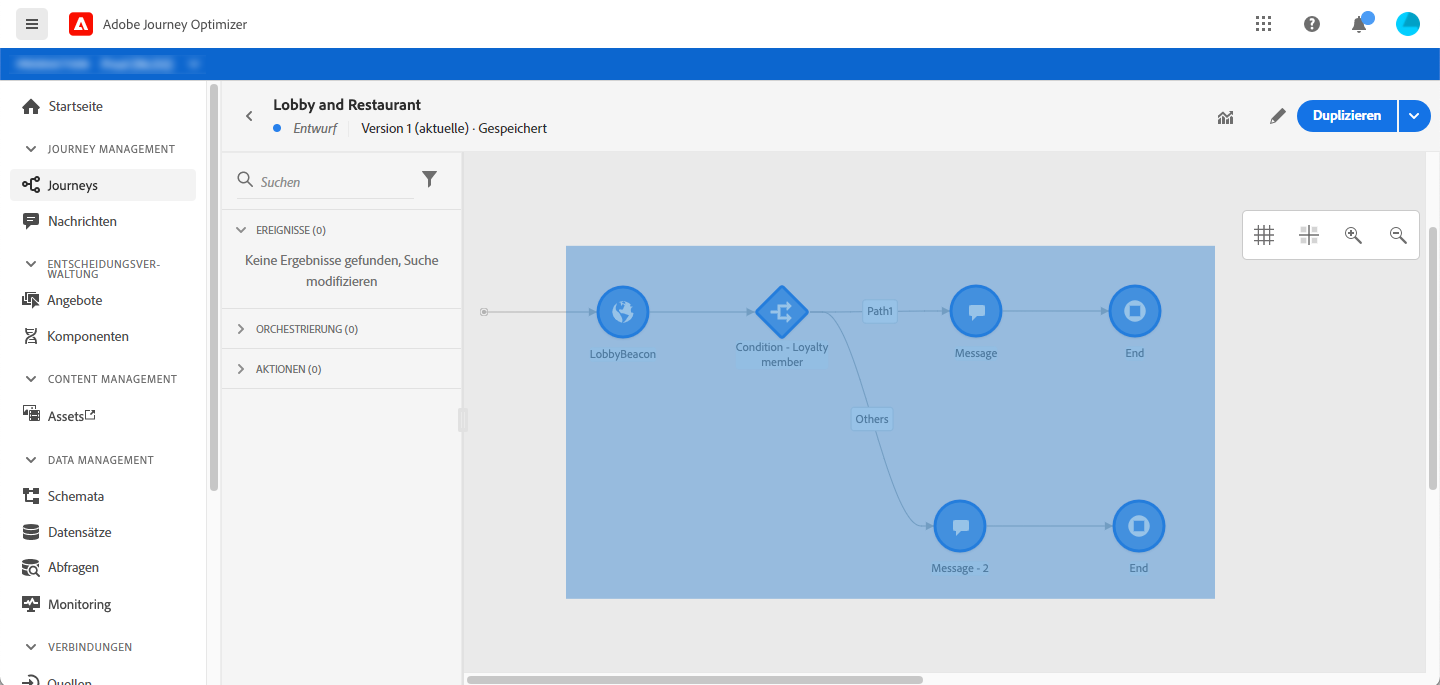 Adobe Journey Optimizer
Startseite
JOURNEY MANAGEMENT
Journeys
Nachrichten
ENTSCHEIDUNGSVER-
WALTUNG
Angebote
Komponenten
CONTENT MANAGEMENT
Assets
DATA MANAGEMENT
Schemata
Datensätze
Abfragen
Monitoring
VERBINDUNGEN
Quellen
Lobby and Restaurant
Entwurf Version 1 (aktuelle) · Gespeichert
Duplizieren
Suchen
EREIGNISSE (0)
Keine Ergebnisse gefunden, Suche
modifizieren
ORCHESTRIERUNG (0)
AKTIONEN (0)
LobbyBeacon
Condition - Loyalty
member
Path1
Message
End
Others
Message - 2
End